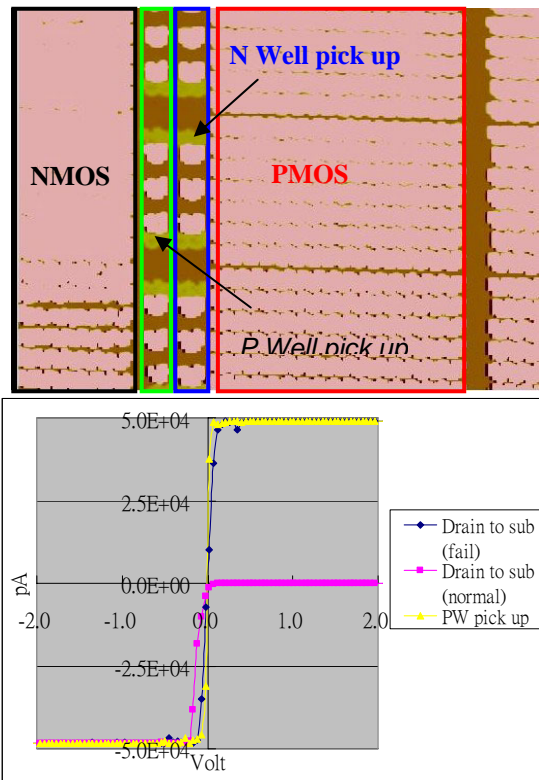 N Well pick up
NMOS
PMOS
P Well pick up
5.0E+04
2.5E+04
0.0E+00
-2.5E+04
-5.0E+04
pA
-2.0
-1.0
0.0
1.0
2.0
Volt
Drain to sub
(fail)
Drain to sub
(normal)
PW pick up